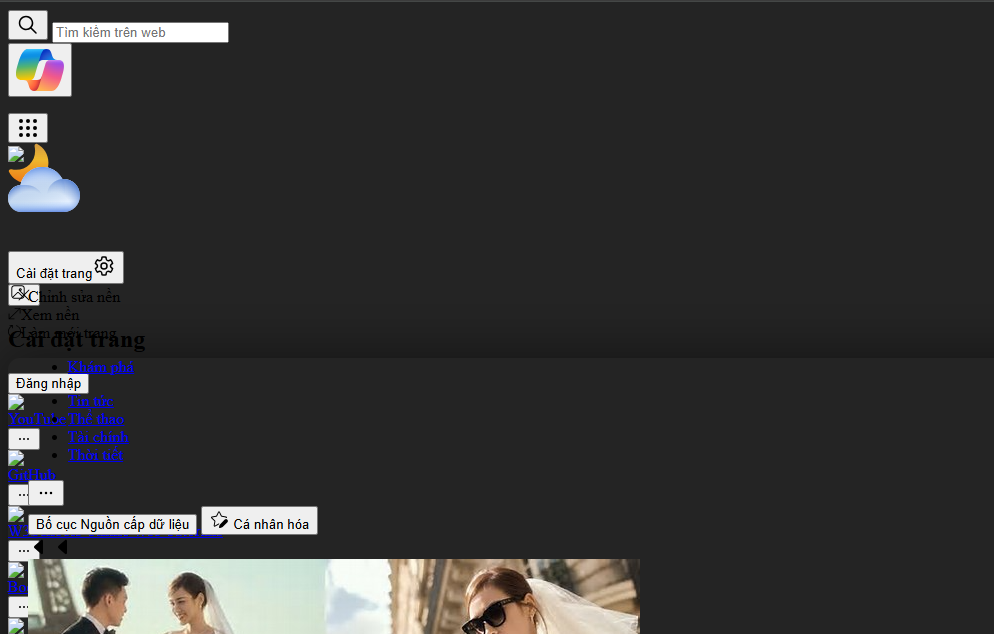 Tìm kiếm trên web
Cài đặt trang
Chỉnh sửa nền
Xem nền
Làm mới trang
Cài đặt trang
Khám phá
Đăng nhập
Tin tức
YouTube
Thể thao
...
Tài chính
Thời tiết
GitHub
...
...
Bố cục Nguồn cấp dữ liệu
Cá nhân hóa
...
...